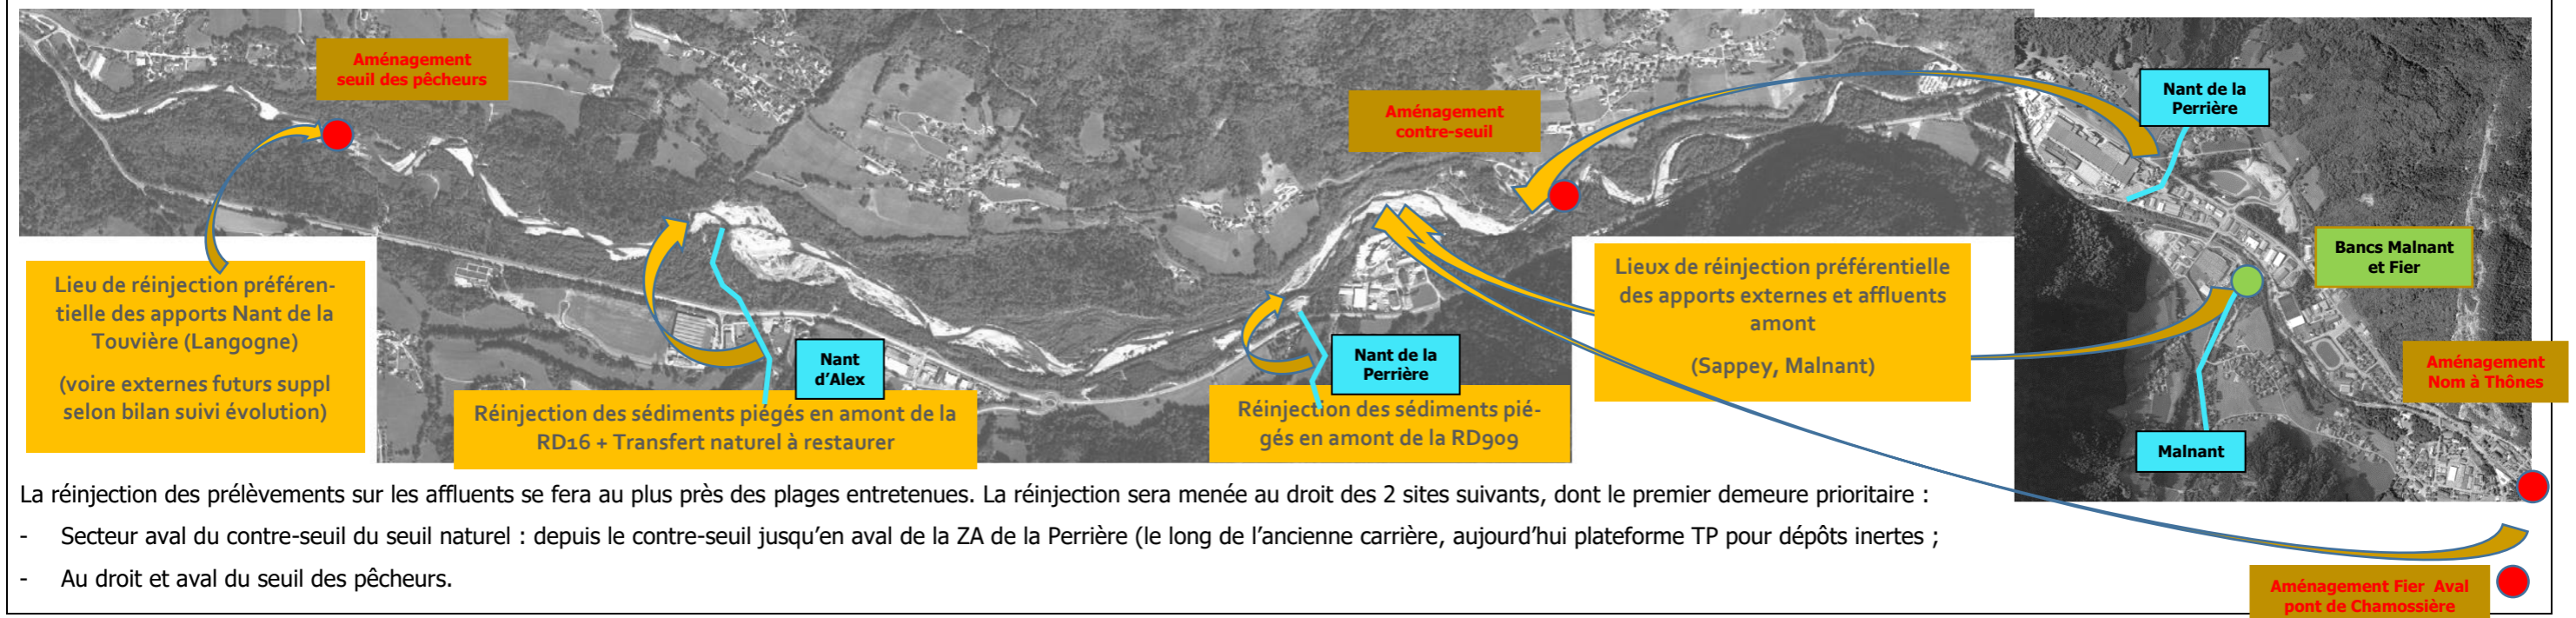 Aménagement
seuil des pêcheurs
Aménagement
contre-seuil
Nant de la
Perrière
Bancs Malnant
et Fier
Lieu de réinjection préféren-
tielle des apports Nant de la
Touvière (Langogne)
(voire externes futurs suppl
selon bilan suivi évolution)
Nant
d'Alex
Réinjection des sédiments piégés en amont de la
RD16 + Transfert naturel à restaurer
Nant de la
Perrière
Réinjection des sédiments pié-
gés en amont de la RD909
Lieux de réinjection préférentielle
des apports externes et affluents
amont
(Sappey, Malnant)
Aménagement
Nom à Thônes
Malnant
La réinjection des prélèvements sur les affluents se fera au plus près des plages entretenues. La réinjection sera menée au droit des 2 sites suivants, dont le premier demeure prioritaire :
- Secteur aval du contre-seuil du seuil naturel : depuis le contre-seuil jusqu'en aval de la ZA de la Perrière (le long de l'ancienne carrière, aujourd'hui plateforme TP pour dépôts inertes ;
- Au droit et aval du seuil des pêcheurs.
Aménagement Fier Aval
pont de Chamossière